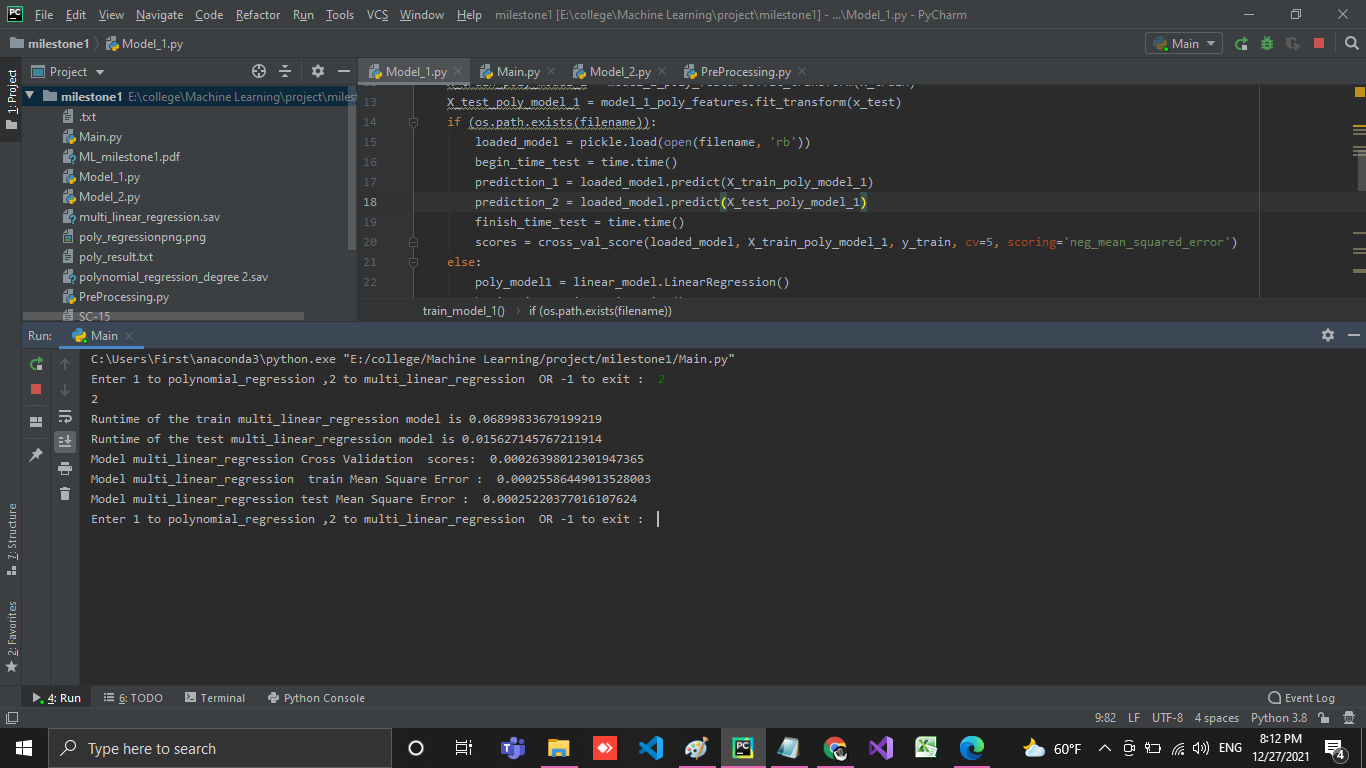 File Edit View Navigate Code Refactor Run Tools VCS Window Help milestone1 [E:\college\Machine Learning\project\milestone1] - ...\Model_1.py - PyCharm
milestone1 Model_1.py Main
Project Model_1.py Main.py Model_2.py PreProcessing.py
1: Project
milestone1 E:\college\Machine Learning\project\miles
.txt
Main.py
ML_milestone1.pdf
Model_1.py
Model_2.py
multi_linear_regression.sav
poly_regressionpng.png
poly_result.txt
polynomial_regression_degree 2.sav
PreProcessing.py
SC-15
13 X_test_poly_model_1 = model_1_poly_features.fit_transform(x_test)
14 if (os.path.exists(filename)):
15 loaded_model = pickle.load(open(filename, 'rb'))
16 begin_time_test = time.time()
17 prediction_1 = loaded_model.predict(X_train_poly_model_1)
18 prediction_2 = loaded_model.predict(X_test_poly_model_1)
19 finish_time_test = time.time()
20 scores = cross_val_score(loaded_model, X_train_poly_model_1, y_train, cv=5, scoring='neg_mean_squared_error')
21 else:
22 poly_model1 = linear_model.LinearRegression()
train_model_1() if (os.path.exists(filename))
Run: Main
C:\Users\First\anaconda3\python.exe "E:/college/Machine Learning/project/milestone1/Main.py"
Enter 1 to polynomial_regression ,2 to multi_linear_regression  OR -1 to exit :  2
2
Runtime of the train multi_linear_regression model is 0.06899833679199219
Runtime of the test multi_linear_regression model is 0.015627145767211914
Model multi_linear_regression Cross Validation  scores:  0.00026398012301947365
Model multi_linear_regression  train Mean Square Error :  0.00025586449013528003
Model multi_linear_regression test Mean Square Error :  0.00025220377016107624
Enter 1 to polynomial_regression ,2 to multi_linear_regression  OR -1 to exit :
7: Structure
2: Favorites
4: Run 6: TODO Terminal Python Console Event Log
9:82 LF UTF-8 4 spaces Python 3.8
Type here to search 60°F ENG 8:12 PM
12/27/2021 4